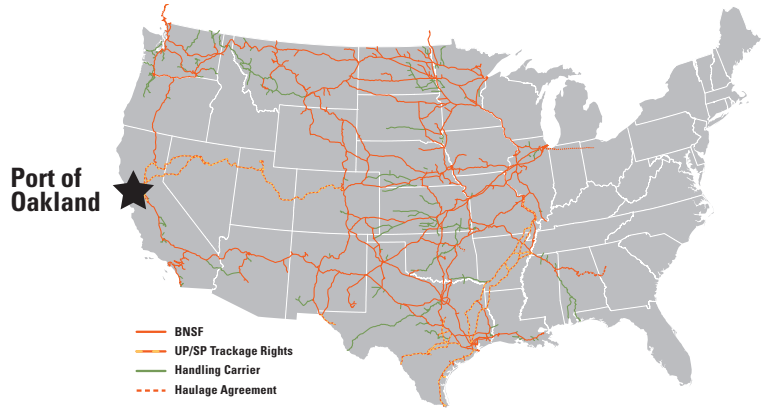 Port of
Oakland
BNSF
UP/SP Trackage Rights
Handling Carrier
Haulage Agreement